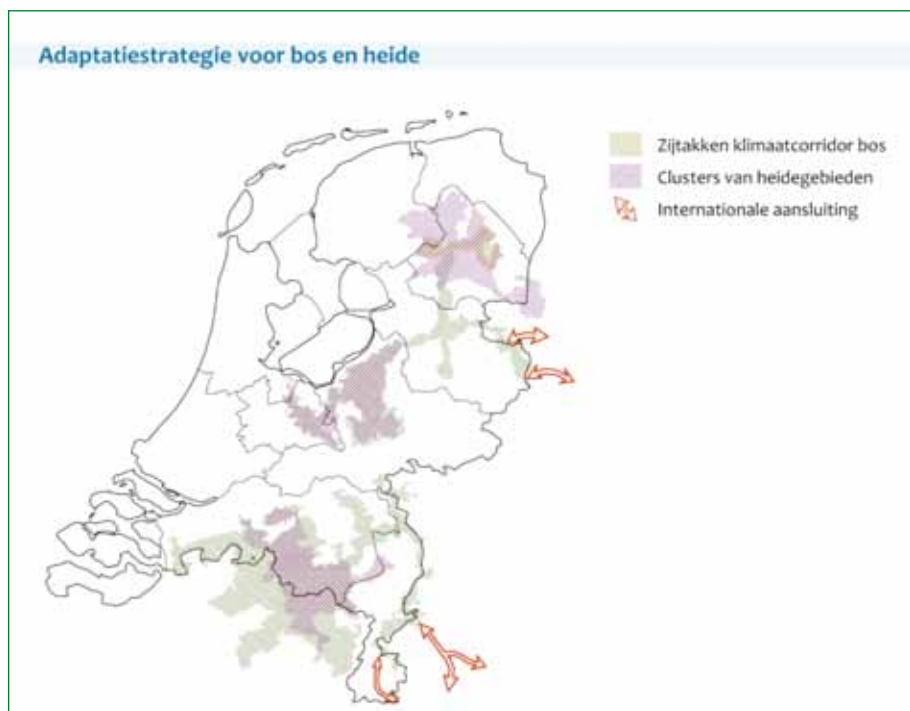 Adaptatiestrategie voor bos en heide
Zijtakken klimaatcorridor bos
Clusters van heidegebieden
Internationale aansluiting